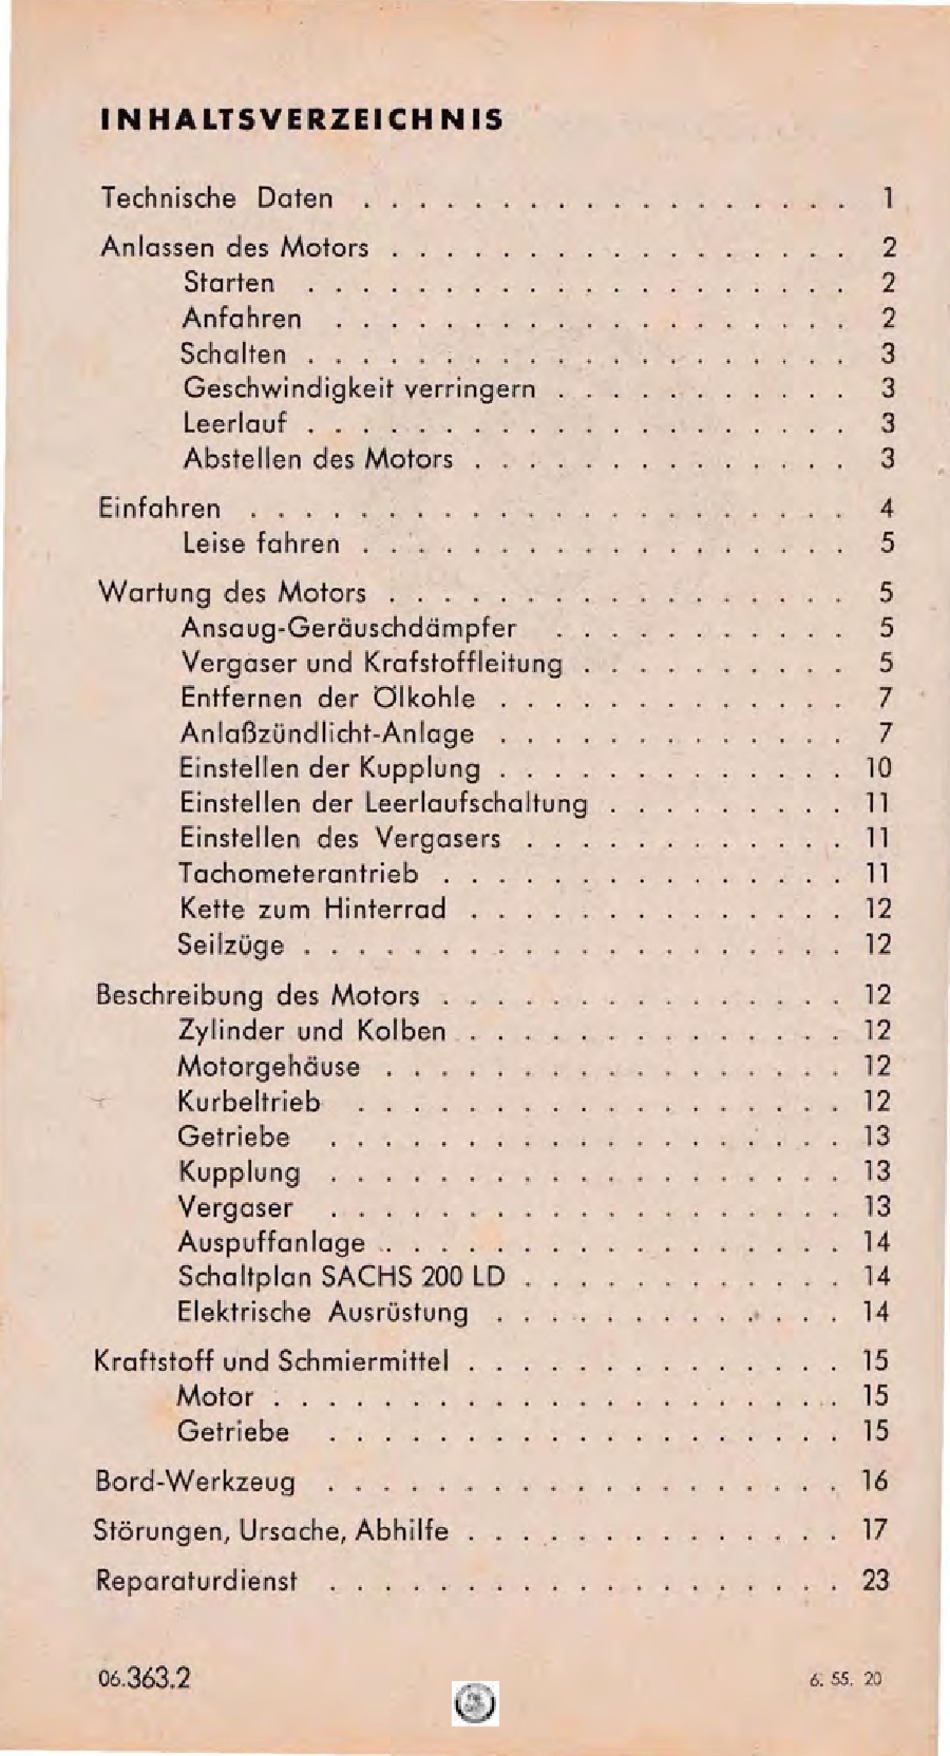 INHALTSVERZEICHNIS
Technische Daten . . . . . . . . . . . . . . . . . . 1
Anlassen des Motors . . . . . . . . . . . . . . . . . 2
Starten . . . . . . . . . . . . . . . . . . . . 2
Anfahren . . . . . . . . . . . . . . . . . . . 2
Schalten . . . . . . . . . . . . . . . . . . . . 3
Geschwindigkeit verringern . . . . . . . . . . . 3
Leerlauf . . . . . . . . . . . . . . . . . . . . 3
Abstellen des Motors . . . . . . . . . . . . . . 3
Einfahren . . . . . . . . . . . . . . . . . . . . . . 4
Leise fahren . . . . . . . . . . . . . . . . . . 5
Wartung des Motors . . . . . . . . . . . . . . . . . 5
Ansaug-Geräuschdämpfer . . . . . . . . . . . 5
Vergaser und Krafstoffleitung . . . . . . . . . . 5
Entfernen der Ölkohle . . . . . . . . . . . . . 7
Anlaßzündlicht-Anlage . . . . . . . . . . . . . 7
Einstellen der Kupplung . . . . . . . . . . . . . 10
Einstellen der Leerlaufschaltung . . . . . . . . . 11
Einstellen des Vergasers . . . . . . . . . . . . 11
Tachometerantrieb . . . . . . . . . . . . . . . 11
Kette zum Hinterrad . . . . . . . . . . . . . . 12
Seilzüge . . . . . . . . . . . . . . . . . . . . 12
Beschreibung des Motors . . . . . . . . . . . . . . . 12
Zylinder und Kolben . . . . . . . . . . . . . . 12
Motorgehäuse . . . . . . . . . . . . . . . . . 12
Kurbeltrieb . . . . . . . . . . . . . . . . . . 12
Getriebe . . . . . . . . . . . . . . . . . . . 13
Kupplung . . . . . . . . . . . . . . . . . . . 13
Vergaser . . . . . . . . . . . . . . . . . . . 13
Auspuffanlage . . . . . . . . . . . . . . . . . 14
Schaltplan SACHS 200 LD . . . . . . . . . . . . 14
Elektrische Ausrüstung . . . . . . . . . . . . . 14
Kraftstoff und Schmiermittel . . . . . . . . . . . . . . 15
Motor . . . . . . . . . . . . . . . . . . . . . 15
Getriebe . . . . . . . . . . . . . . . . . . . 15
Bord-Werkzeug . . . . . . . . . . . . . . . . . . . 16
Störungen, Ursache, Abhilfe . . . . . . . . . . . . . . 17
Reparaturdienst . . . . . . . . . . . . . . . . . . . 23
06.363.2 6. 55. 20